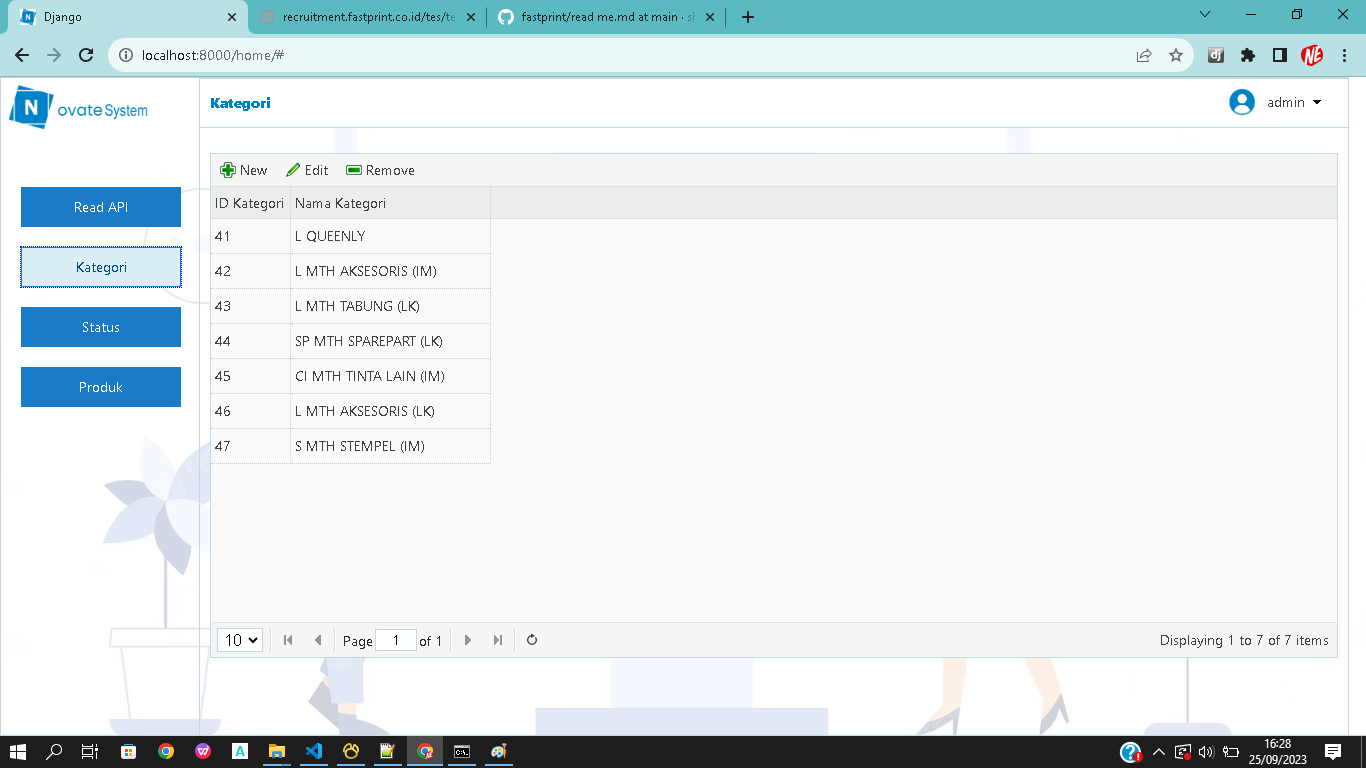 Django
recruitment.fastprint.co.id/tes/te
fastprint/read me.md at main · sl
localhost:8000/home/#
N ovate System
Kategori
admin
Read API
Kategori
Status
Produk
New Edit Remove
ID Kategori Nama Kategori
41 L QUEENLY
42 L MTH AKSESORIS (IM)
43 L MTH TABUNG (LK)
44 SP MTH SPAREPART (LK)
45 CI MTH TINTA LAIN (IM)
46 L MTH AKSESORIS (LK)
47 S MTH STEMPEL (IM)
10 Page 1 of 1 Displaying 1 to 7 of 7 items
16:28
25/09/2023